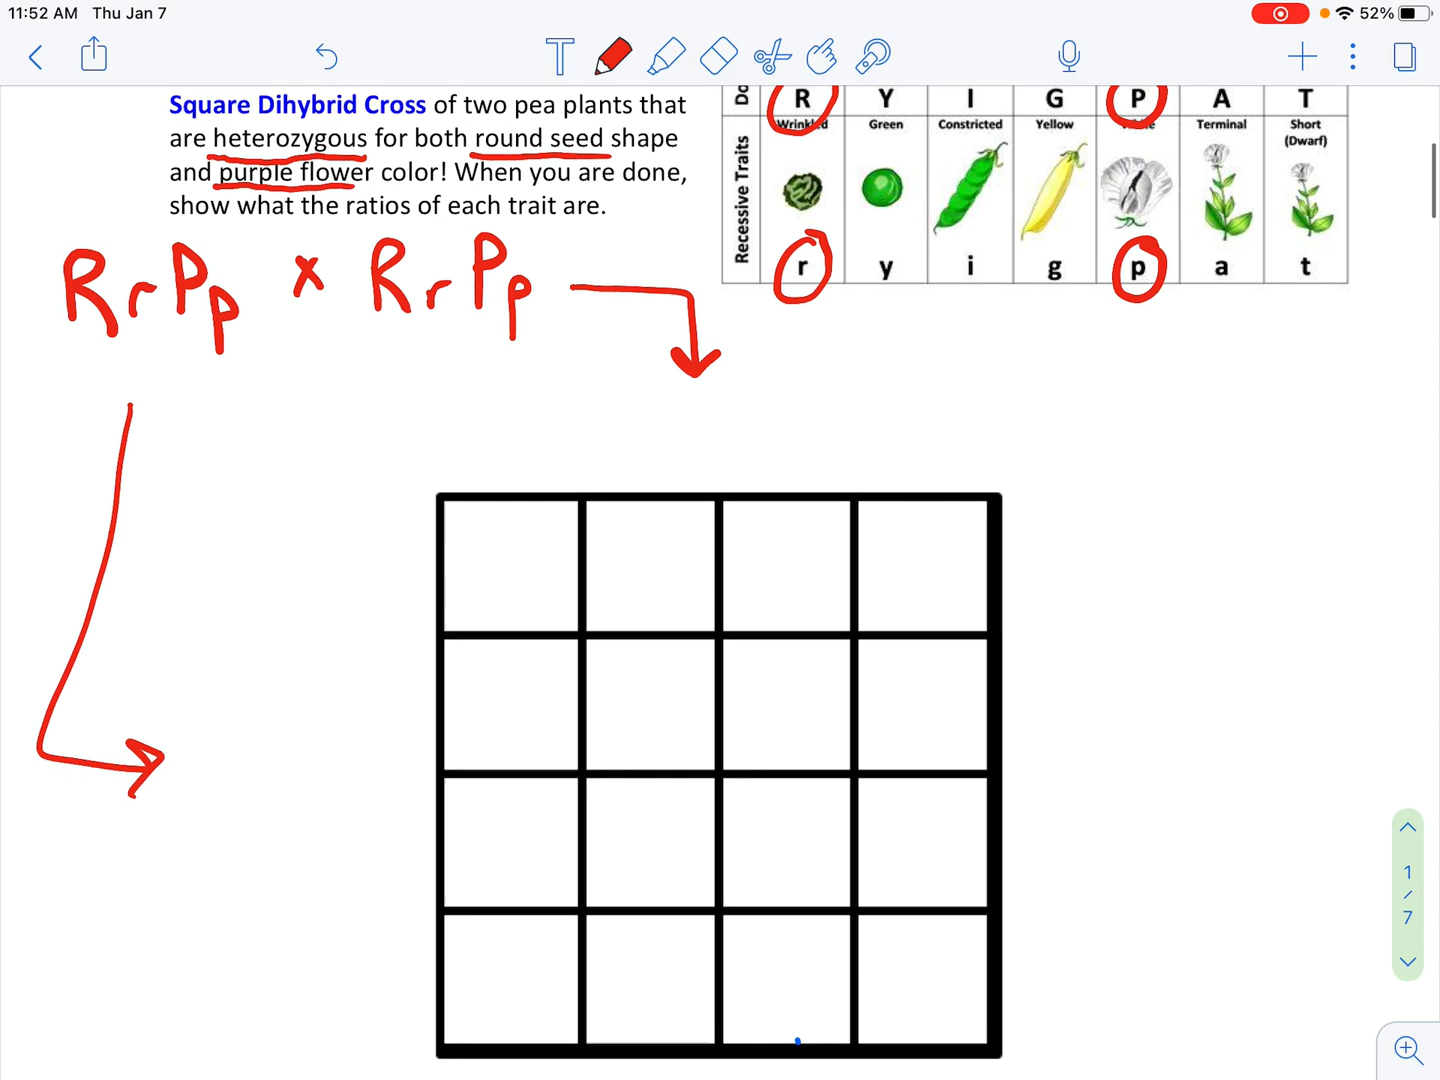 11:52 AM Thu Jan 7
52%
T
Square Dihybrid Cross of two pea plants that
are heterozygous for both round seed shape
and purple flower color! When you are done,
show what the ratios of each trait are.
Do R Y I G P A T
Recessive Traits
Wrinkled Green Constricted Yellow White Terminal Short
(Dwarf)
r y i g p a t
RrPp x RrPp
1
/
7